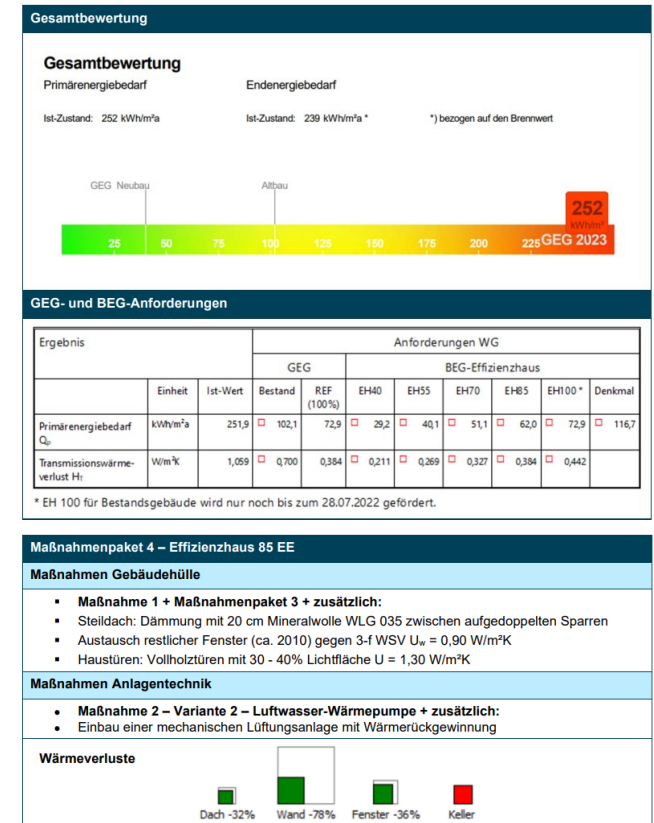 Gesamtbewertung
Gesamtbewertung
Primärenergiebedarf Endenergiebedarf
Ist-Zustand: 252 kWh/m²a Ist-Zustand: 239 kWh/m²a * *) bezogen auf den Brennwert
GEG Neubau Altbau
252
kWh/m²
25 50 75 100 125 150 175 200 225 GEG 2023
GEG- und BEG-Anforderungen
Ergebnis Anforderungen WG
GEG BEG-Effizienzhaus
Einheit Ist-Wert Bestand REF EH40 EH55 EH70 EH85 EH100 * Denkmal
(100%)
Primärenergiebedarf kWh/m²a 251,9 102,1 72,9 29,2 40,1 51,1 62,0 72,9 116,7
Qp
Transmissionswärme- W/m²K 1,059 0,700 0,384 0,211 0,269 0,327 0,384 0,442
verlust HT
* EH 100 für Bestandsgebäude wird nur noch bis zum 28.07.2022 gefördert.
Maßnahmenpaket 4 – Effizienzhaus 85 EE
Maßnahmen Gebäudehülle
▪ Maßnahme 1 + Maßnahmenpaket 3 + zusätzlich:
▪ Steildach: Dämmung mit 20 cm Mineralwolle WLG 035 zwischen aufgedoppelten Sparren
▪ Austausch restlicher Fenster (ca. 2010) gegen 3-f WSV Uw = 0,90 W/m²K
▪ Haustüren: Vollholztüren mit 30 - 40% Lichtfläche U = 1,30 W/m²K
Maßnahmen Anlagentechnik
• Maßnahme 2 – Variante 2 – Luftwasser-Wärmepumpe + zusätzlich:
• Einbau einer mechanischen Lüftungsanlage mit Wärmerückgewinnung
Wärmeverluste
Dach -32% Wand -78% Fenster -36% Keller